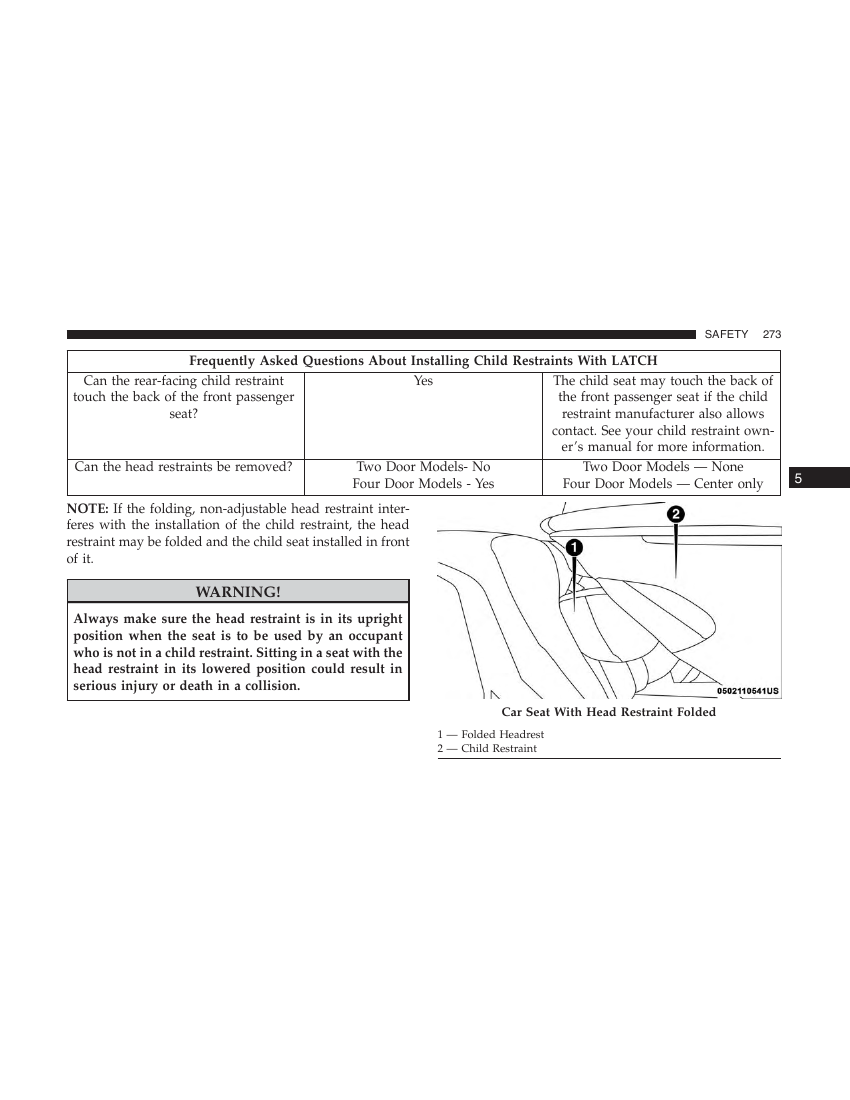 SAFETY 273
Frequently Asked Questions About Installing Child Restraints With LATCH
Can the rear-facing child restraint
touch the back of the front passenger
seat?
Yes
The child seat may touch the back of
the front passenger seat if the child
restraint manufacturer also allows
contact. See your child restraint own-
er’s manual for more information.
Can the head restraints be removed?
Two Door Models- No
Four Door Models - Yes
Two Door Models — None
Four Door Models — Center only
5
NOTE: If the folding, non-adjustable head restraint inter-
feres with the installation of the child restraint, the head
restraint may be folded and the child seat installed in front
of it.
WARNING!
Always make sure the head restraint is in its upright
position when the seat is to be used by an occupant
who is not in a child restraint. Sitting in a seat with the
head restraint in its lowered position could result in
serious injury or death in a collision.
1
2
0502110541US
Car Seat With Head Restraint Folded
1 — Folded Headrest
2 — Child Restraint